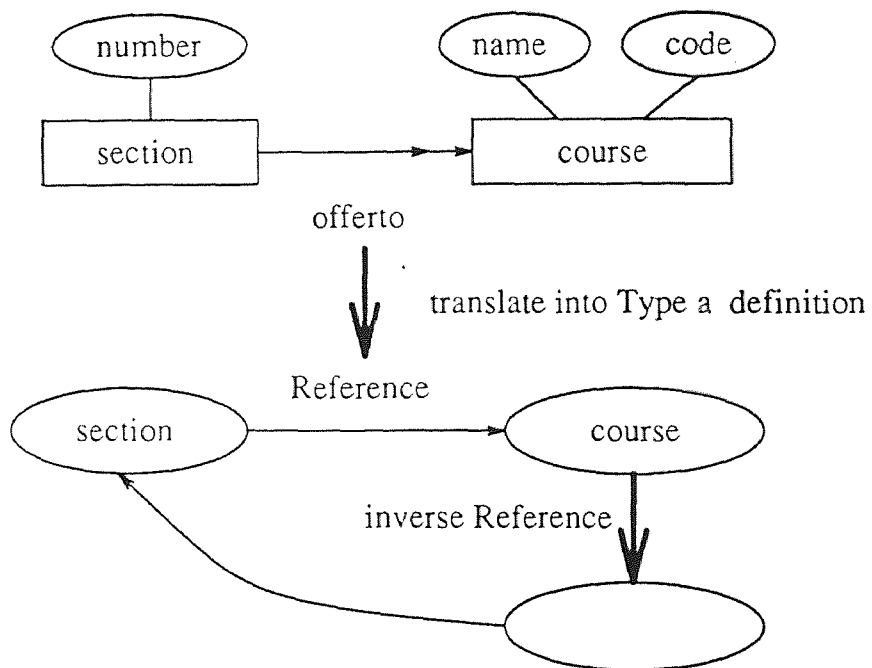 number
name
code
section
course
offerto
translate into Type a definition
Reference
section
course
inverse Reference